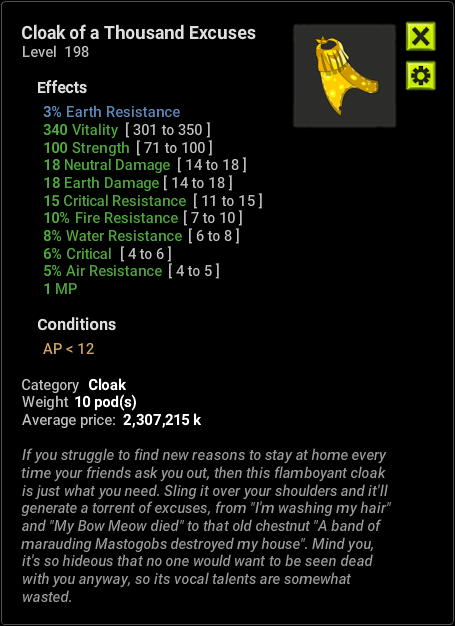 Cloak of a Thousand Excuses
Level 198
Effects
3% Earth Resistance
340 Vitality [ 301 to 350 ]
100 Strength [ 71 to 100 ]
18 Neutral Damage [ 14 to 18 ]
18 Earth Damage [ 14 to 18 ]
15 Critical Resistance [ 11 to 15 ]
10% Fire Resistance [ 7 to 10 ]
8% Water Resistance [ 6 to 8 ]
6% Critical [ 4 to 6 ]
5% Air Resistance [ 4 to 5 ]
1 MP
Conditions
AP < 12
Category Cloak
Weight 10 pod(s)
Average price: 2,307,215 k
If you struggle to find new reasons to stay at home every
time your friends ask you out, then this flamboyant cloak
is just what you need. Sling it over your shoulders and it'll
generate a torrent of excuses, from "I'm washing my hair"
and "My Bow Meow died" to that old chestnut "A band of
marauding Mastogobs destroyed my house". Mind you,
it's so hideous that no one would want to be seen dead
with you anyway, so its vocal talents are somewhat
wasted.